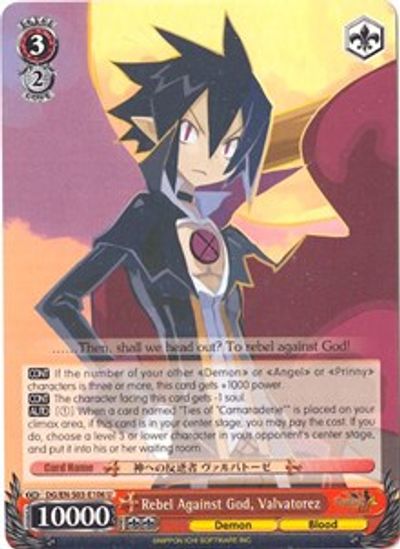 LEVEL
3
2
COST
……Then, shall we head out? To rebel against God!
CONT If the number of your other «Demon» or «Angel» or «Prinny»
characters is three or more, this card gets +1000 power.
CONT The character facing this card gets -1 soul.
AUTO [(1)] When a card named "Ties of "Camaraderie"" is placed on your
climax area, if this card is in your center stage, you may pay the cost. If you
do, choose a level 3 or lower character in your opponent's center stage,
and put that character into your opponent's waiting room.
Card Name
神への反逆者 ヴァルバトーゼ
DG/EN-S03-E106 U
Rebel Against God, Valvatorez
10000
Demon
Blood
©NIPPON ICHI SOFTWARE INC.